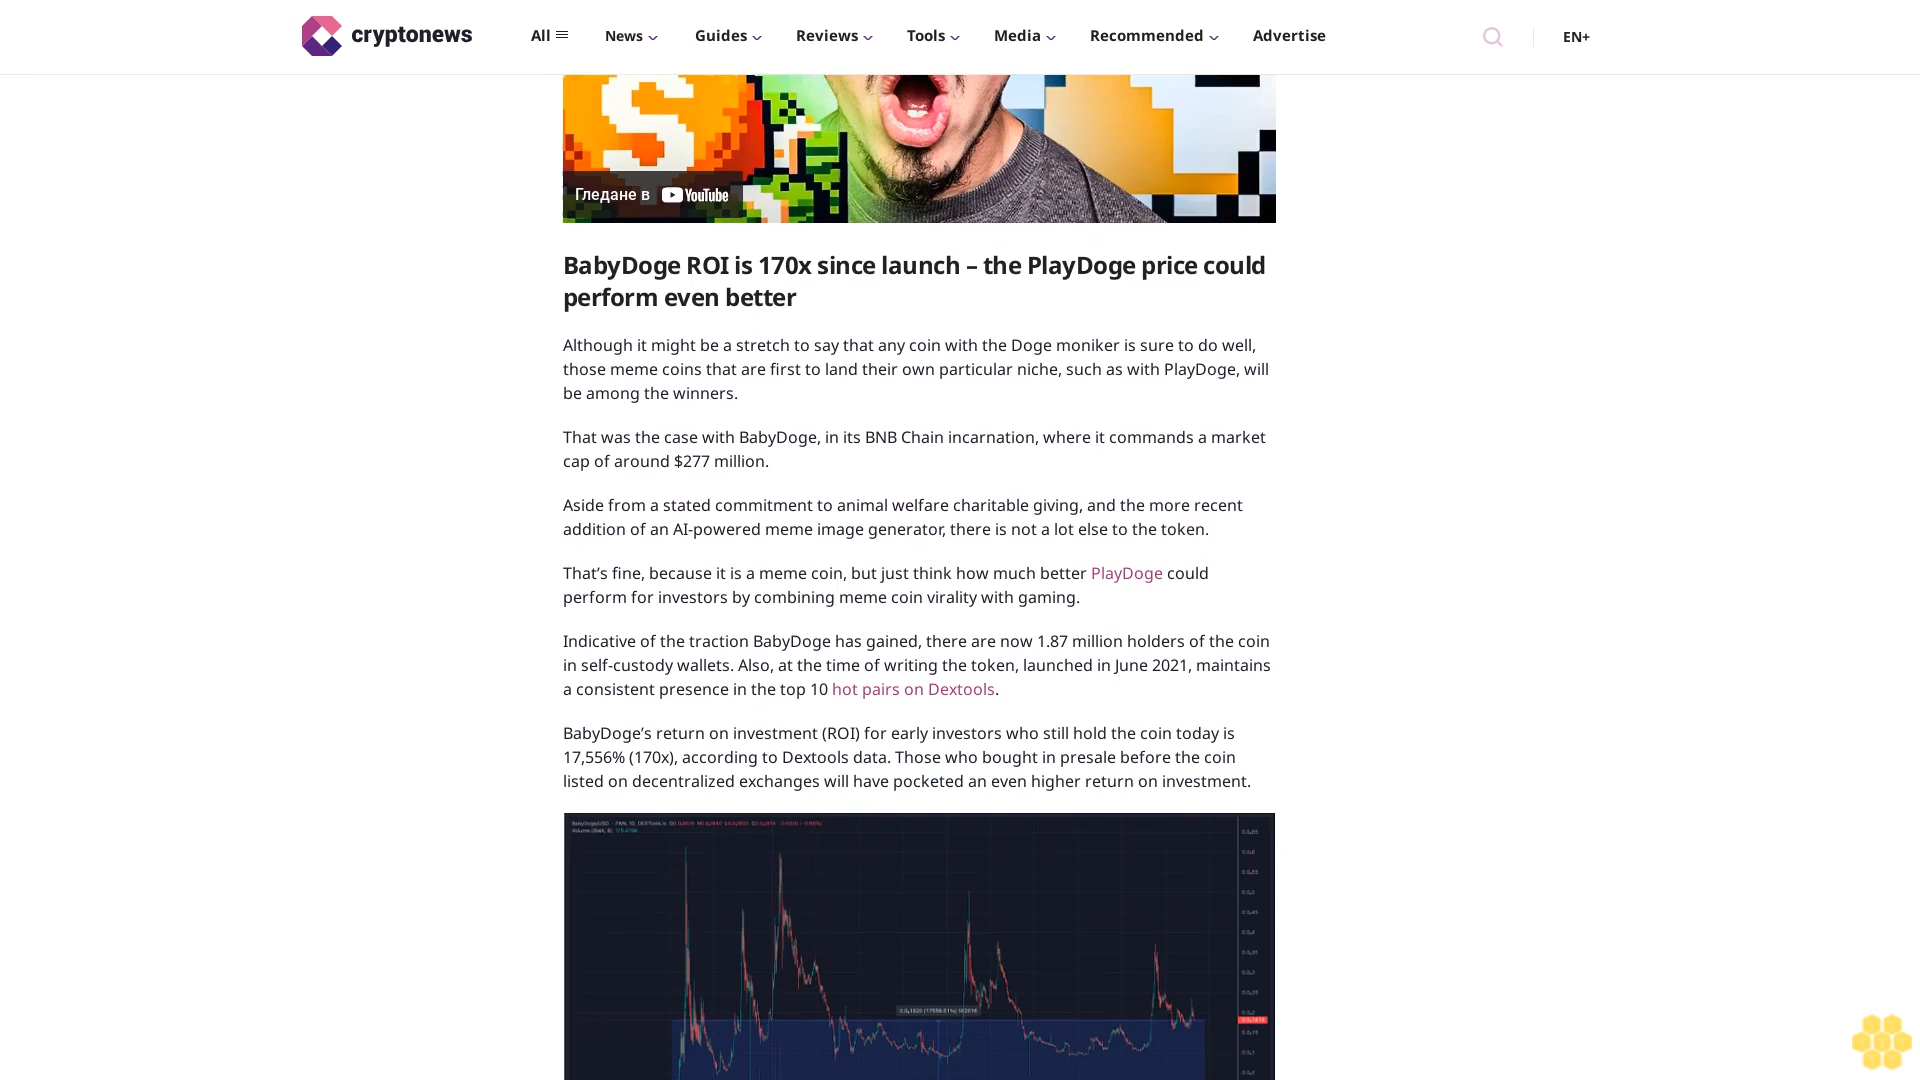 cryptonews
All News Guides Reviews Tools Media Recommended Advertise EN+
S
Гледане в YouTube
BabyDoge ROI is 170x since launch – the PlayDoge price could
perform even better
Although it might be a stretch to say that any coin with the Doge moniker is sure to do well,
those meme coins that are first to land their own particular niche, such as with PlayDoge, will
be among the winners.
That was the case with BabyDoge, in its BNB Chain incarnation, where it commands a market
cap of around $277 million.
Aside from a stated commitment to animal welfare charitable giving, and the more recent
addition of an AI-powered meme image generator, there is not a lot else to the token.
That’s fine, because it is a meme coin, but just think how much better PlayDoge could
perform for investors by combining meme coin virality with gaming.
Indicative of the traction BabyDoge has gained, there are now 1.87 million holders of the coin
in self-custody wallets. Also, at the time of writing the token, launched in June 2021, maintains
a consistent presence in the top 10 hot pairs on Dextools.
BabyDoge’s return on investment (ROI) for early investors who still hold the coin today is
17,556% (170x), according to Dextools data. Those who bought in presale before the coin
listed on decentralized exchanges will have pocketed an even higher return on investment.